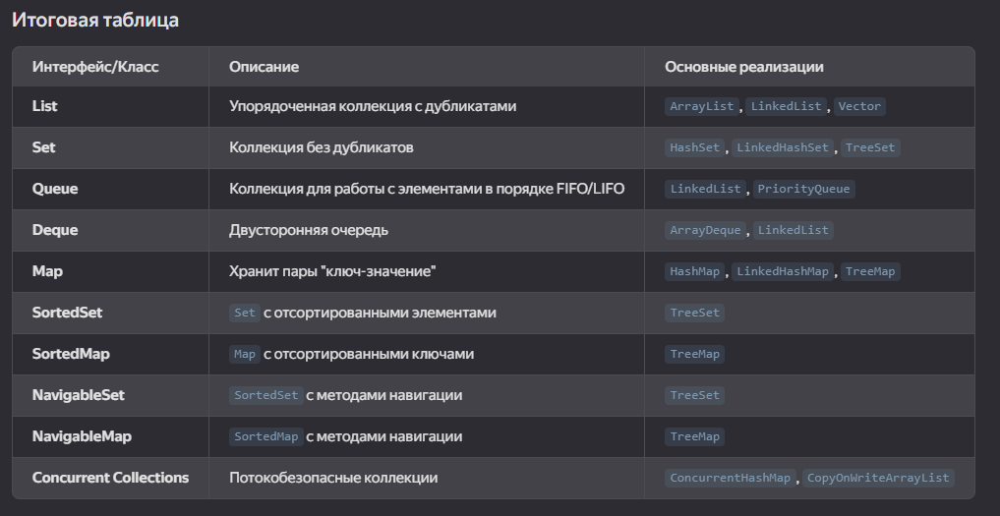 Итоговая таблица
Интерфейс/Класс Описание Основные реализации
List Упорядоченная коллекция с дубликатами ArrayList, LinkedList, Vector
Set Коллекция без дубликатов HashSet, LinkedHashSet, TreeSet
Queue Коллекция для работы с элементами в порядке FIFO/LIFO LinkedList, PriorityQueue
Deque Двусторонняя очередь ArrayDeque, LinkedList
Map Хранит пары "ключ-значение" HashMap, LinkedHashMap, TreeMap
SortedSet Set с отсортированными элементами TreeSet
SortedMap Map с отсортированными ключами TreeMap
NavigableSet SortedSet с методами навигации TreeSet
NavigableMap SortedMap с методами навигации TreeMap
Concurrent Collections Потокобезопасные коллекции ConcurrentHashMap, CopyOnWriteArrayList